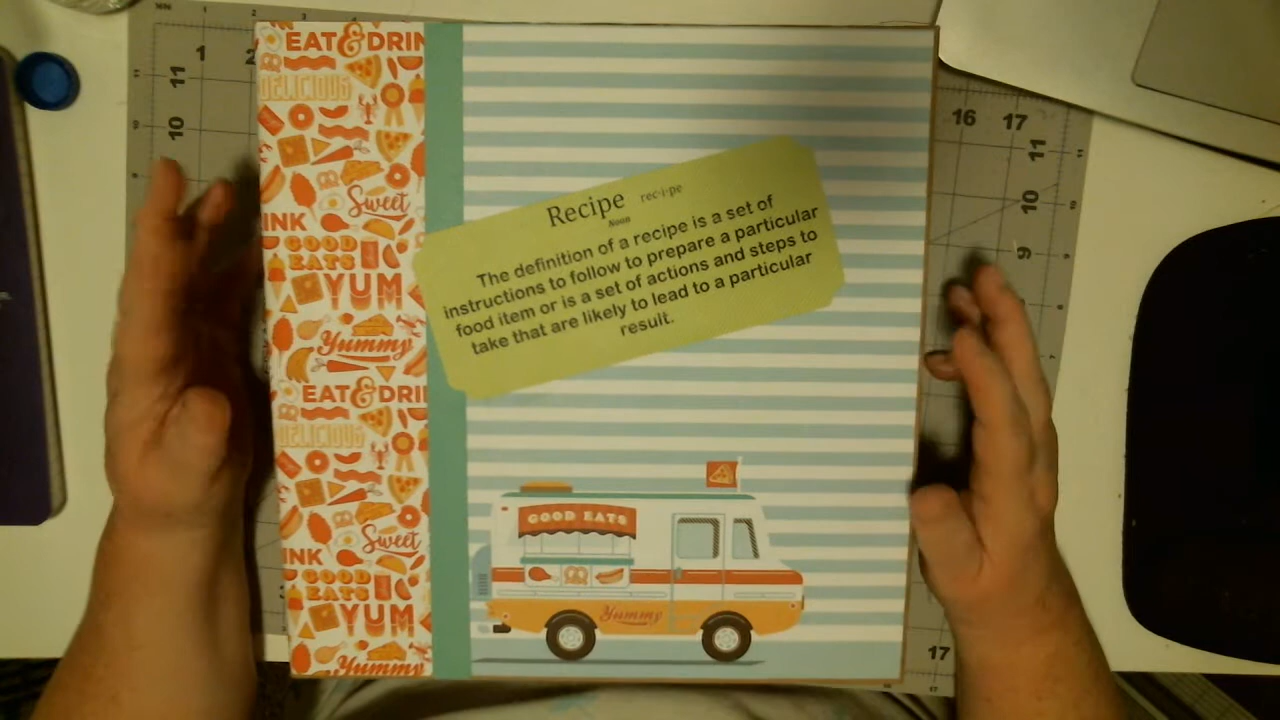 EAT & DRIN
DELICIOUS
Sweet
INK
GOOD
EATS
YUM
Yummy
EAT & DRI
DELICIOUS
Sweet
INK
GOOD
EATS
YUM
Yummy
Recipe rec·i·pe
Noun
The definition of a recipe is a set of
instructions to follow to prepare a particular
food item or is a set of actions and steps to
take that are likely to lead to a particular
result.
GOOD EATS
Yummy
1
2
11
10
16
17
11
10
9
17